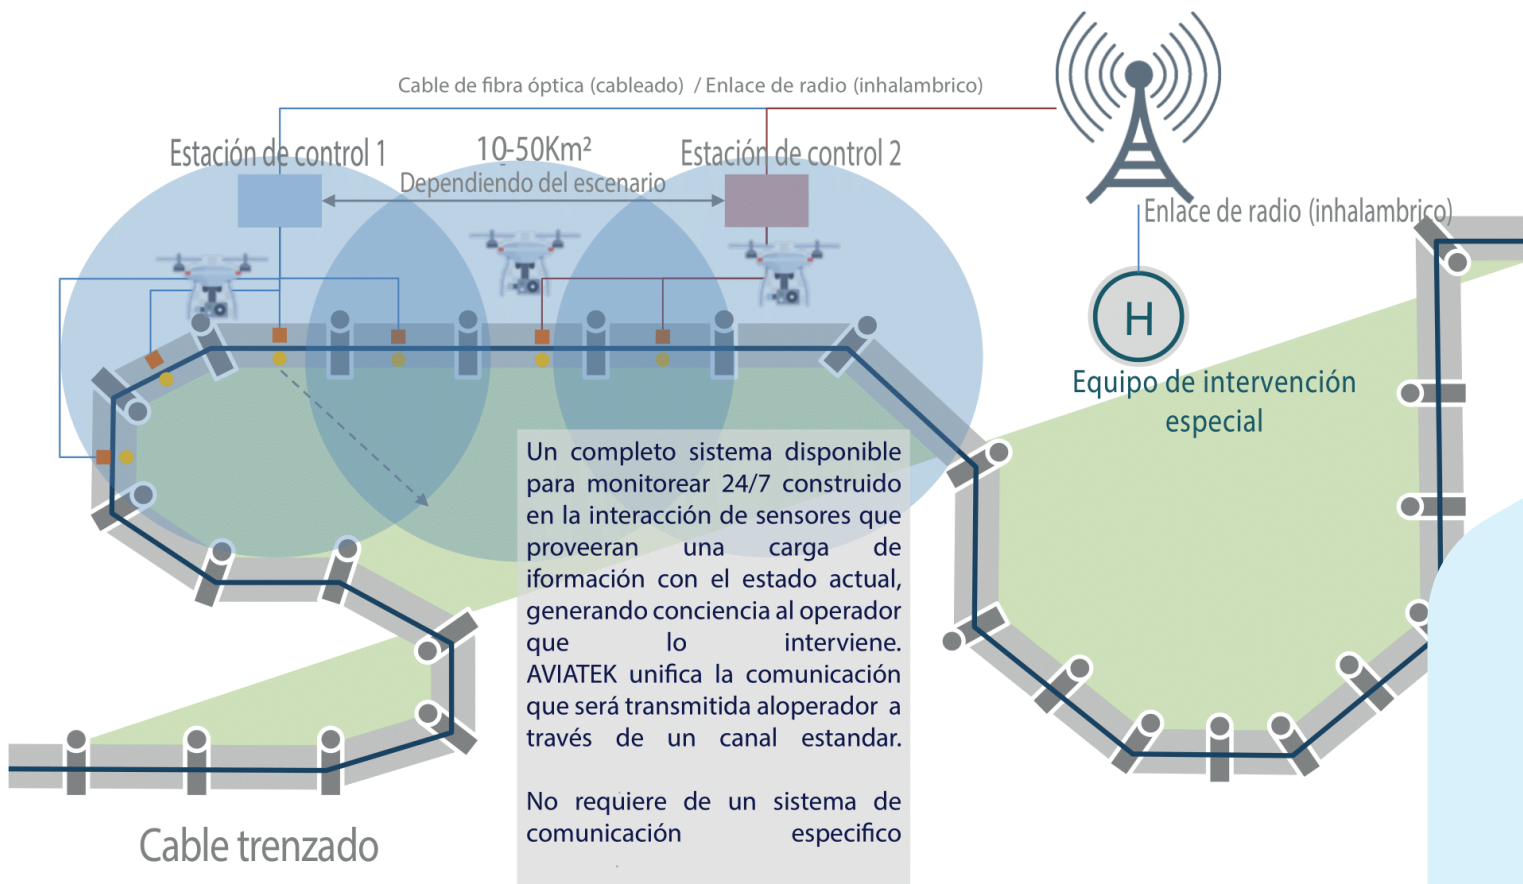 Cable de fibra óptica (cableado) / Enlace de radio (inhalambrico)
Estación de control 1
10-50Km²
Estación de control 2
Dependiendo del escenario
Enlace de radio (inhalambrico)
H
Equipo de intervención
especial
Un completo sistema disponible
para monitorear 24/7 construido
en la interacción de sensores que
proveeran una carga de
iformación con el estado actual,
generando conciencia al operador
que lo interviene.
AVIATEK unifica la comunicación
que será transmitida aloperador a
través de un canal estandar.
No requiere de un sistema de
comunicación especifico
Cable trenzado